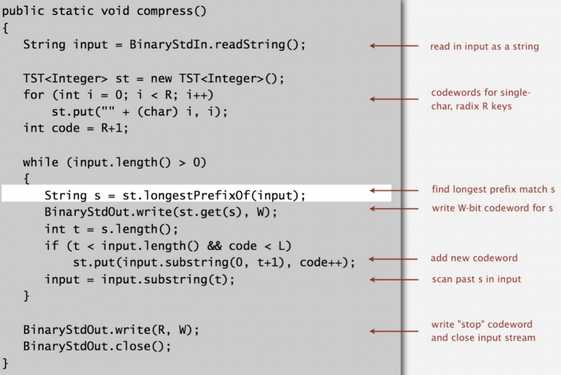 public static void compress()
{
String input = BinaryStdIn.readString();
read in input as a string
TST<Integer> st = new TST<Integer>();
for (int i = 0; i < R; i++)
st.put("" + (char) i, i);
int code = R+1;
codewords for single-
char, radix R keys
while (input.length() > 0)
{
String s = st.longestPrefixOf(input);
find longest prefix match s
BinaryStdOut.write(st.get(s), W);
write W-bit codeword for s
int t = s.length();
if (t < input.length() && code < L)
st.put(input.substring(0, t+1), code++);
add new codeword
input = input.substring(t);
scan past s in input
}
BinaryStdOut.write(R, W);
BinaryStdOut.close();
write "stop" codeword
and close input stream
}